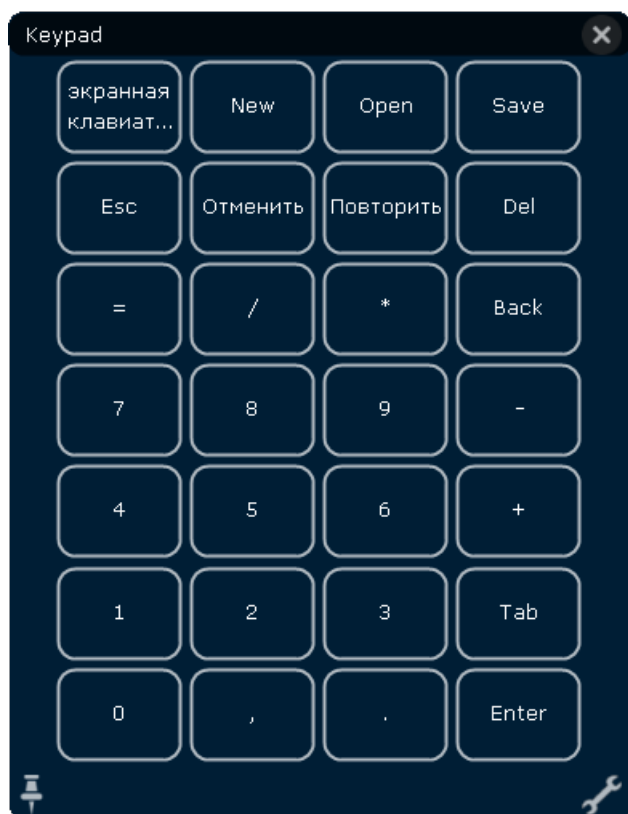 Keypad
экранная
клавиат...
New
Open
Save
Esc
Отменить
Повторить
Del
=
/
*
Back
7
8
9
-
4
5
6
+
1
2
3
Tab
0
,
.
Enter